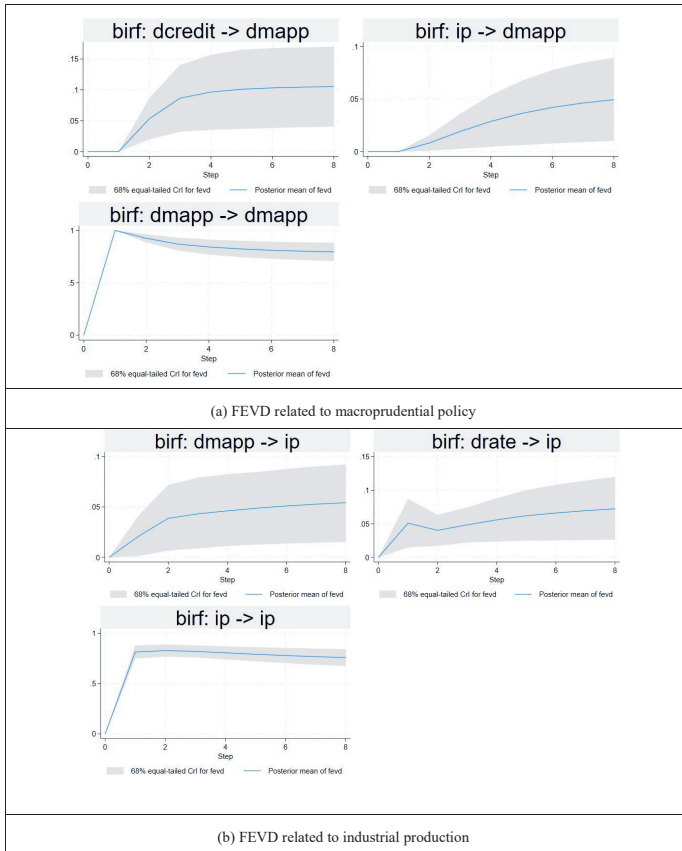 birf: dcredit -> dmapp
.15
.1
.05
0
0 2 4 6 8
Step
68% equal-tailed CrI for fevd Posterior mean of fevd
birf: ip -> dmapp
.1
.05
0
0 2 4 6 8
Step
68% equal-tailed CrI for fevd Posterior mean of fevd
birf: dmapp -> dmapp
1
.5
0
0 2 4 6 8
Step
68% equal-tailed CrI for fevd Posterior mean of fevd
(a) FEVD related to macroprudential policy
birf: dmapp -> ip
.1
.05
0
0 2 4 6 8
Step
68% equal-tailed CrI for fevd Posterior mean of fevd
birf: drate -> ip
.15
.1
.05
0
0 2 4 6 8
Step
68% equal-tailed CrI for fevd Posterior mean of fevd
birf: ip -> ip
1
.5
0
0 2 4 6 8
Step
68% equal-tailed CrI for fevd Posterior mean of fevd
(b) FEVD related to industrial production